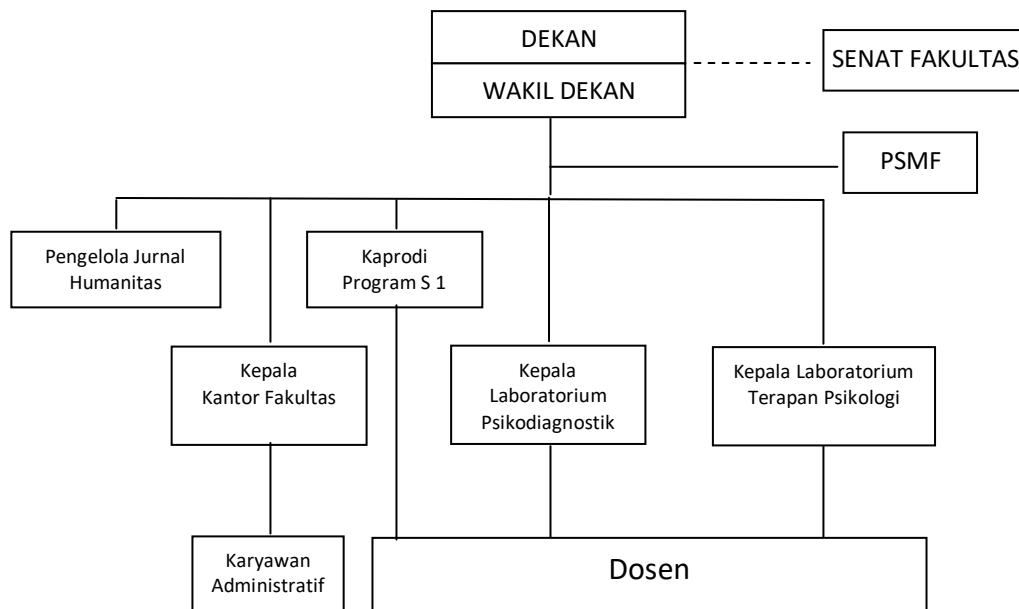 DEKAN
WAKIL DEKAN
SENAT FAKULTAS
PSMF
Pengelola Jurnal
Humanitas
Kaprodi
Program S 1
Kepala
Kantor Fakultas
Kepala
Laboratorium
Psikodiagnostik
Kepala Laboratorium
Terapan Psikologi
Karyawan
Administratif
Dosen